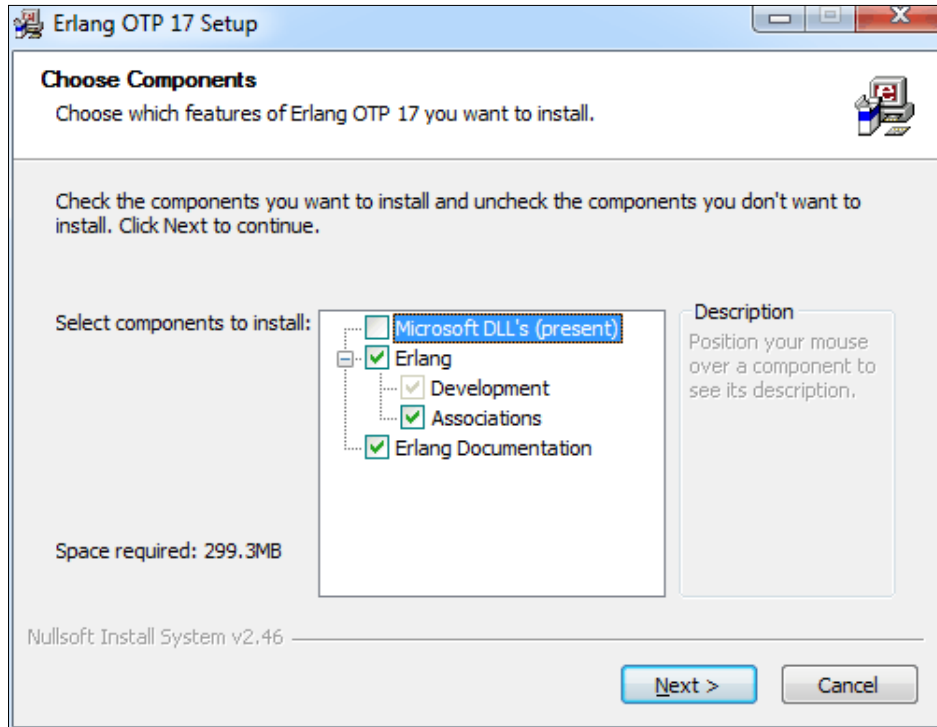 Erlang OTP 17 Setup
Choose Components
Choose which features of Erlang OTP 17 you want to install.
Check the components you want to install and uncheck the components you don't want to
install. Click Next to continue.
Select components to install:
Microsoft DLL's (present)
Erlang
Development
Associations
Erlang Documentation
Description
Position your mouse
over a component to
see its description.
Space required: 299.3MB
Nullsoft Install System v2.46
Next >
Cancel